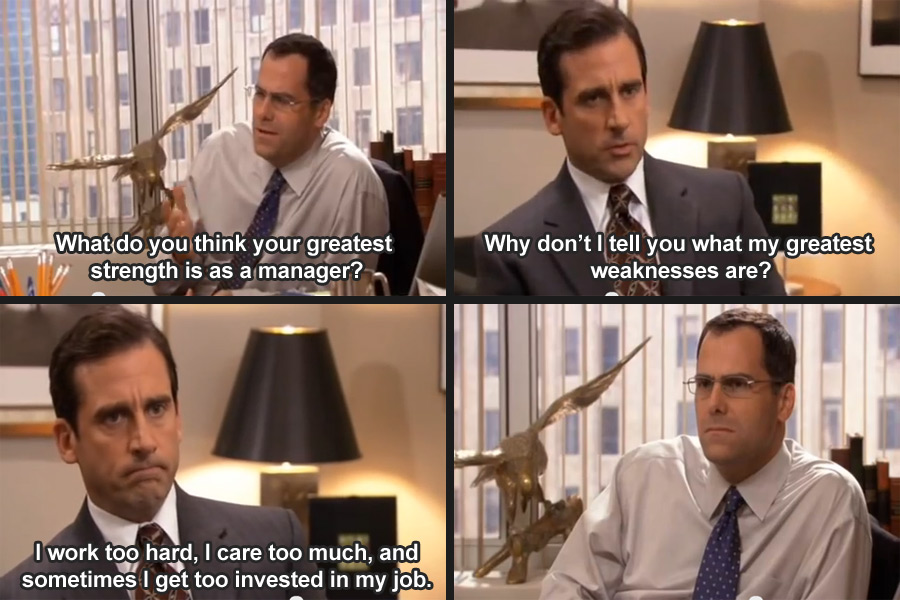 What do you think your greatest
strength is as a manager?
Why don't I tell you what my greatest
weaknesses are?
I work too hard, I care too much, and
sometimes I get too invested in my job.